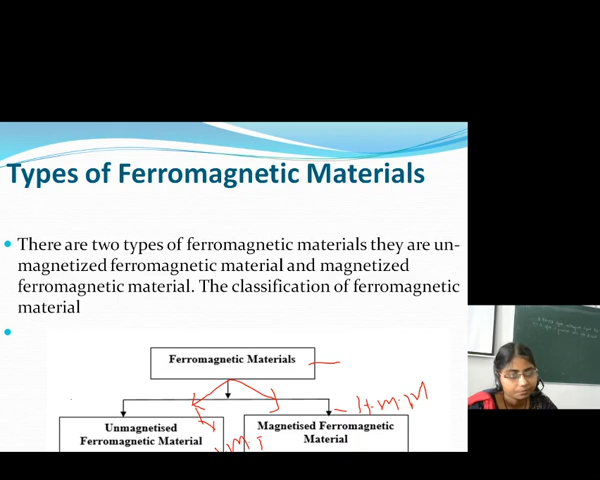 Types of Ferromagnetic Materials
There are two types of ferromagnetic materials they are un-
magnetized ferromagnetic material and magnetized
ferromagnetic material. The classification of ferromagnetic
material
Ferromagnetic Materials
Unmagnetised
Ferromagnetic Material
Magnetised Ferromagnetic
Material